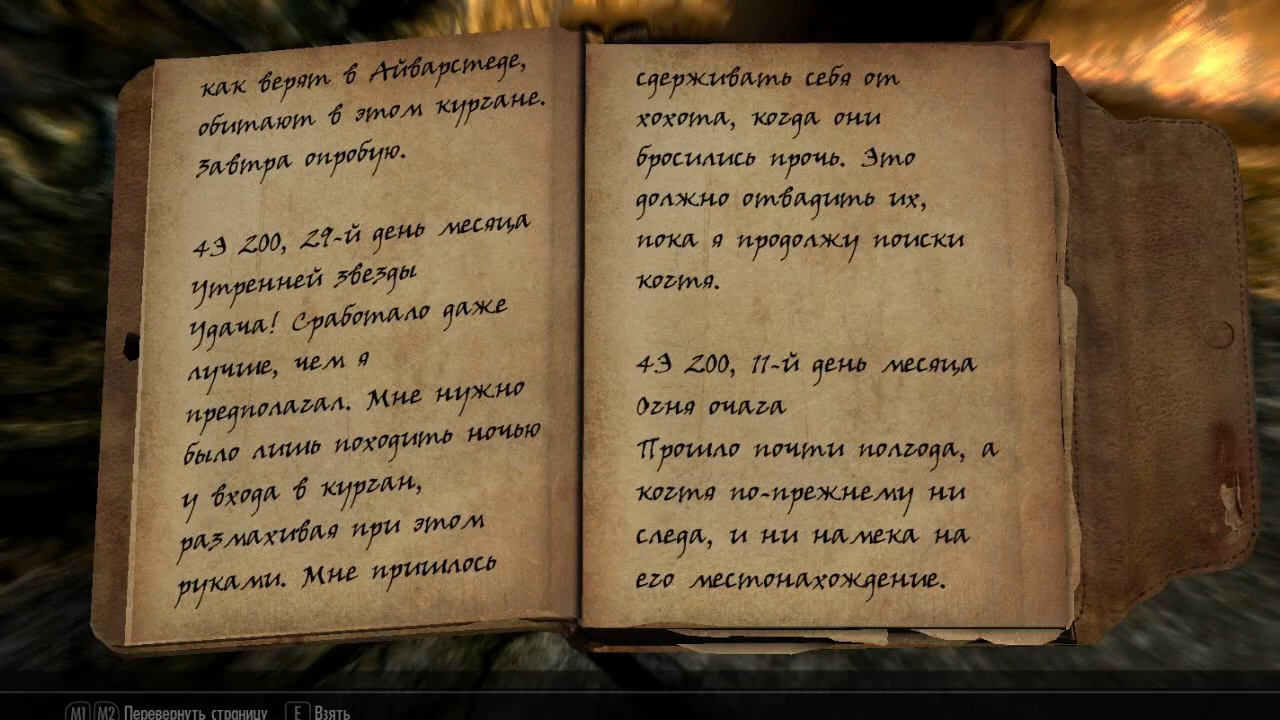 как верят в Айварстеде,
обитают в этом кургане.
Завтра опробую.
4Э 200, 29-й день месяца
Утренней звезды
Удача! Сработало даже
лучше, чем я
предполагал. Мне нужно
было лишь походить ночью
у входа в курган,
размахивая при этом
руками. Мне пришлось
сдерживать себя от
хохота, когда они
бросились прочь. Это
должно отвадить их,
пока я продолжу поиски
когтя.
4Э 200, 11-й день месяца
Огня очага
Прошло почти полгода, а
когтя по-прежнему ни
следа, и ни намека на
его местонахождение.
M1 M2 Перевернуть страницу E Взять